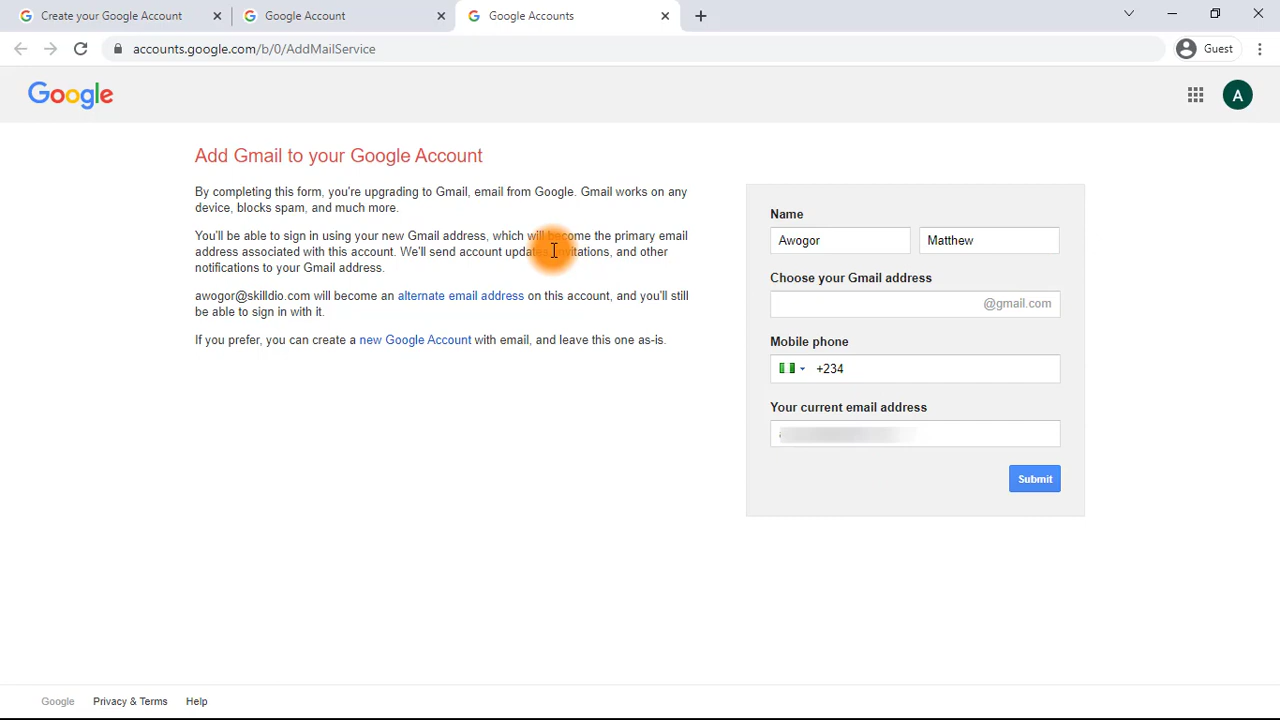 Create your Google Account
Google Account
Google Accounts
accounts.google.com/b/0/AddMailService
Guest
Google
A
Add Gmail to your Google Account
By completing this form, you're upgrading to Gmail, email from Google. Gmail works on any
device, blocks spam, and much more.
You'll be able to sign in using your new Gmail address, which will become the primary email
address associated with this account. We'll send account updates, invitations, and other
notifications to your Gmail address.
awogor@skilldio.com will become an alternate email address on this account, and you'll still
be able to sign in with it.
If you prefer, you can create a new Google Account with email, and leave this one as-is.
Name
Awogor Matthew
Choose your Gmail address
@gmail.com
Mobile phone
+234
Your current email address
Submit
Google Privacy & Terms Help